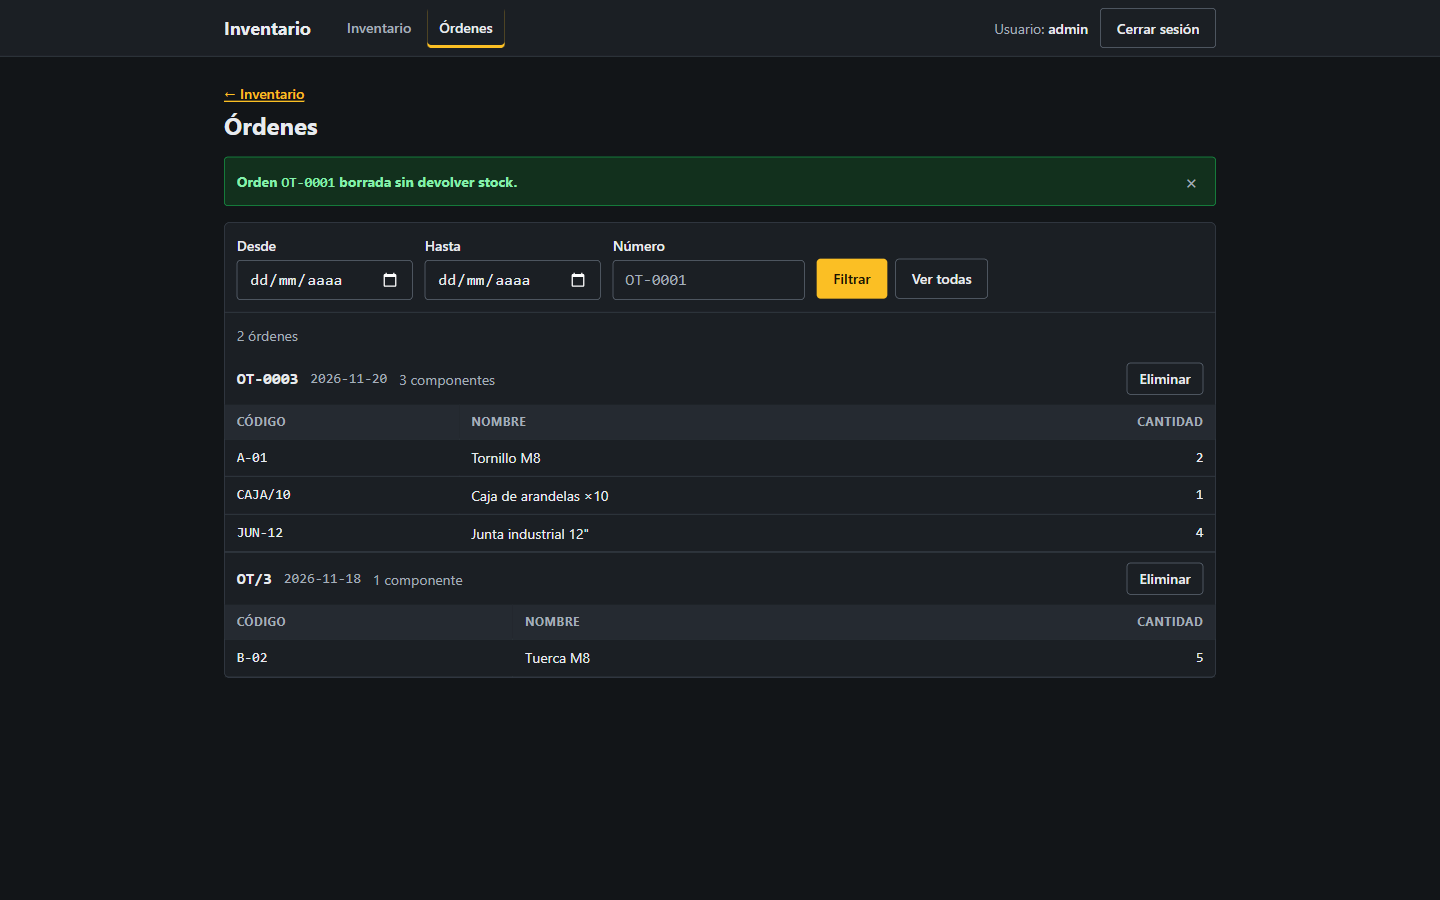 Inventario Inventario Órdenes Usuario: admin Cerrar sesión
← Inventario
Órdenes
Orden OT-0001 borrada sin devolver stock. ×
Desde Hasta Número
dd/mm/aaaa dd/mm/aaaa OT-0001 Filtrar Ver todas
2 órdenes
OT-0003 2026-11-20 3 componentes Eliminar
CÓDIGO NOMBRE CANTIDAD
A-01 Tornillo M8 2
CAJA/10 Caja de arandelas ×10 1
JUN-12 Junta industrial 12" 4
OT/3 2026-11-18 1 componente Eliminar
CÓDIGO NOMBRE CANTIDAD
B-02 Tuerca M8 5